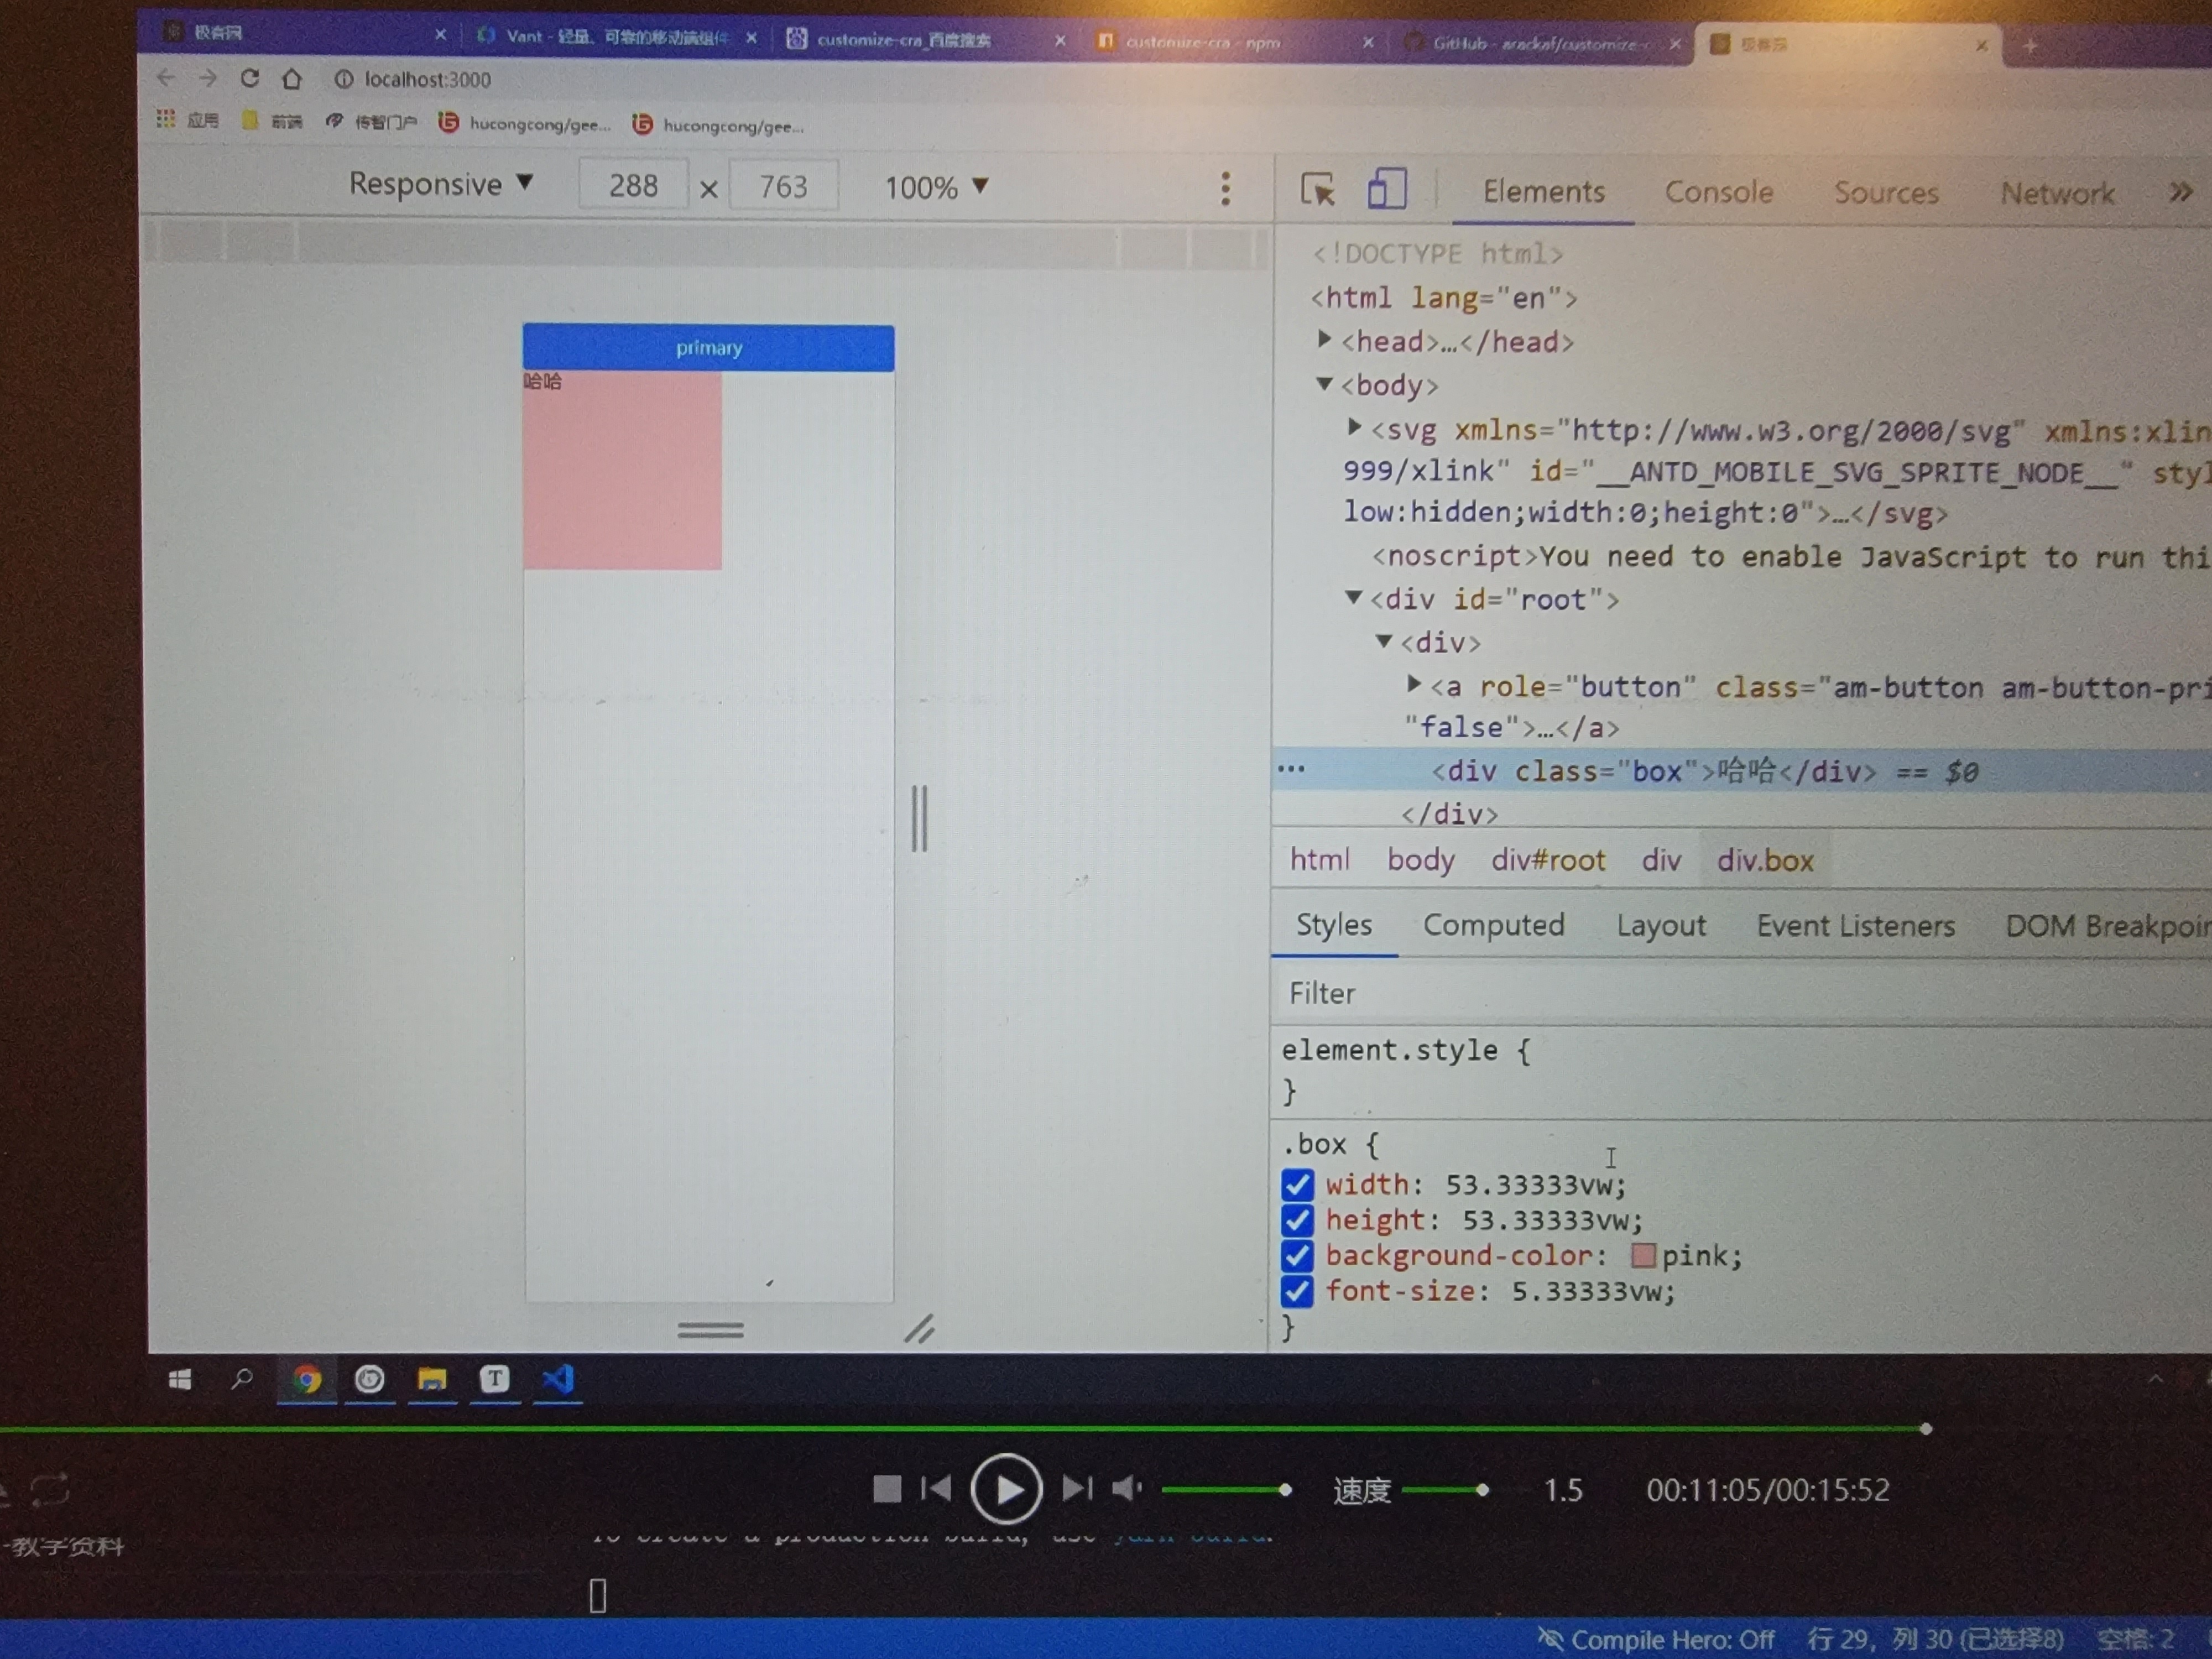 极客园
Vant - 轻量、可靠的移动端组件
customize-cra_百度搜索
customize-cra - npm
GitHub - arackaf/customize-c
极客园
localhost:3000
应用
前端
传智门户
hucongcong/gee...
hucongcong/gee...
Responsive ▼ 288 × 763 100% ▼
Elements Console Sources Network »
<!DOCTYPE html>
<html lang="en">
▶<head>…</head>
▼<body>
▶<svg xmlns="http://www.w3.org/2000/svg" xmlns:xlin
999/xlink" id="__ANTD_MOBILE_SVG_SPRITE_NODE__" styl
low:hidden;width:0;height:0">…</svg>
<noscript>You need to enable JavaScript to run thi
▼<div id="root">
▼<div>
▶<a role="button" class="am-button am-button-pri
"false">…</a>
<div class="box">哈哈</div> == $0
</div>
html body div#root div div.box
Styles Computed Layout Event Listeners DOM Breakpoin
Filter
element.style {
}
.box {
width: 53.33333vw;
height: 53.33333vw;
background-color: pink;
font-size: 5.33333vw;
}
primary
哈哈
速度 1.5 00:11:05/00:15:52
-教学资料
To create a production build, use yarn build.
Compile Hero: Off 行 29，列 30 (已选择8) 空格: 2